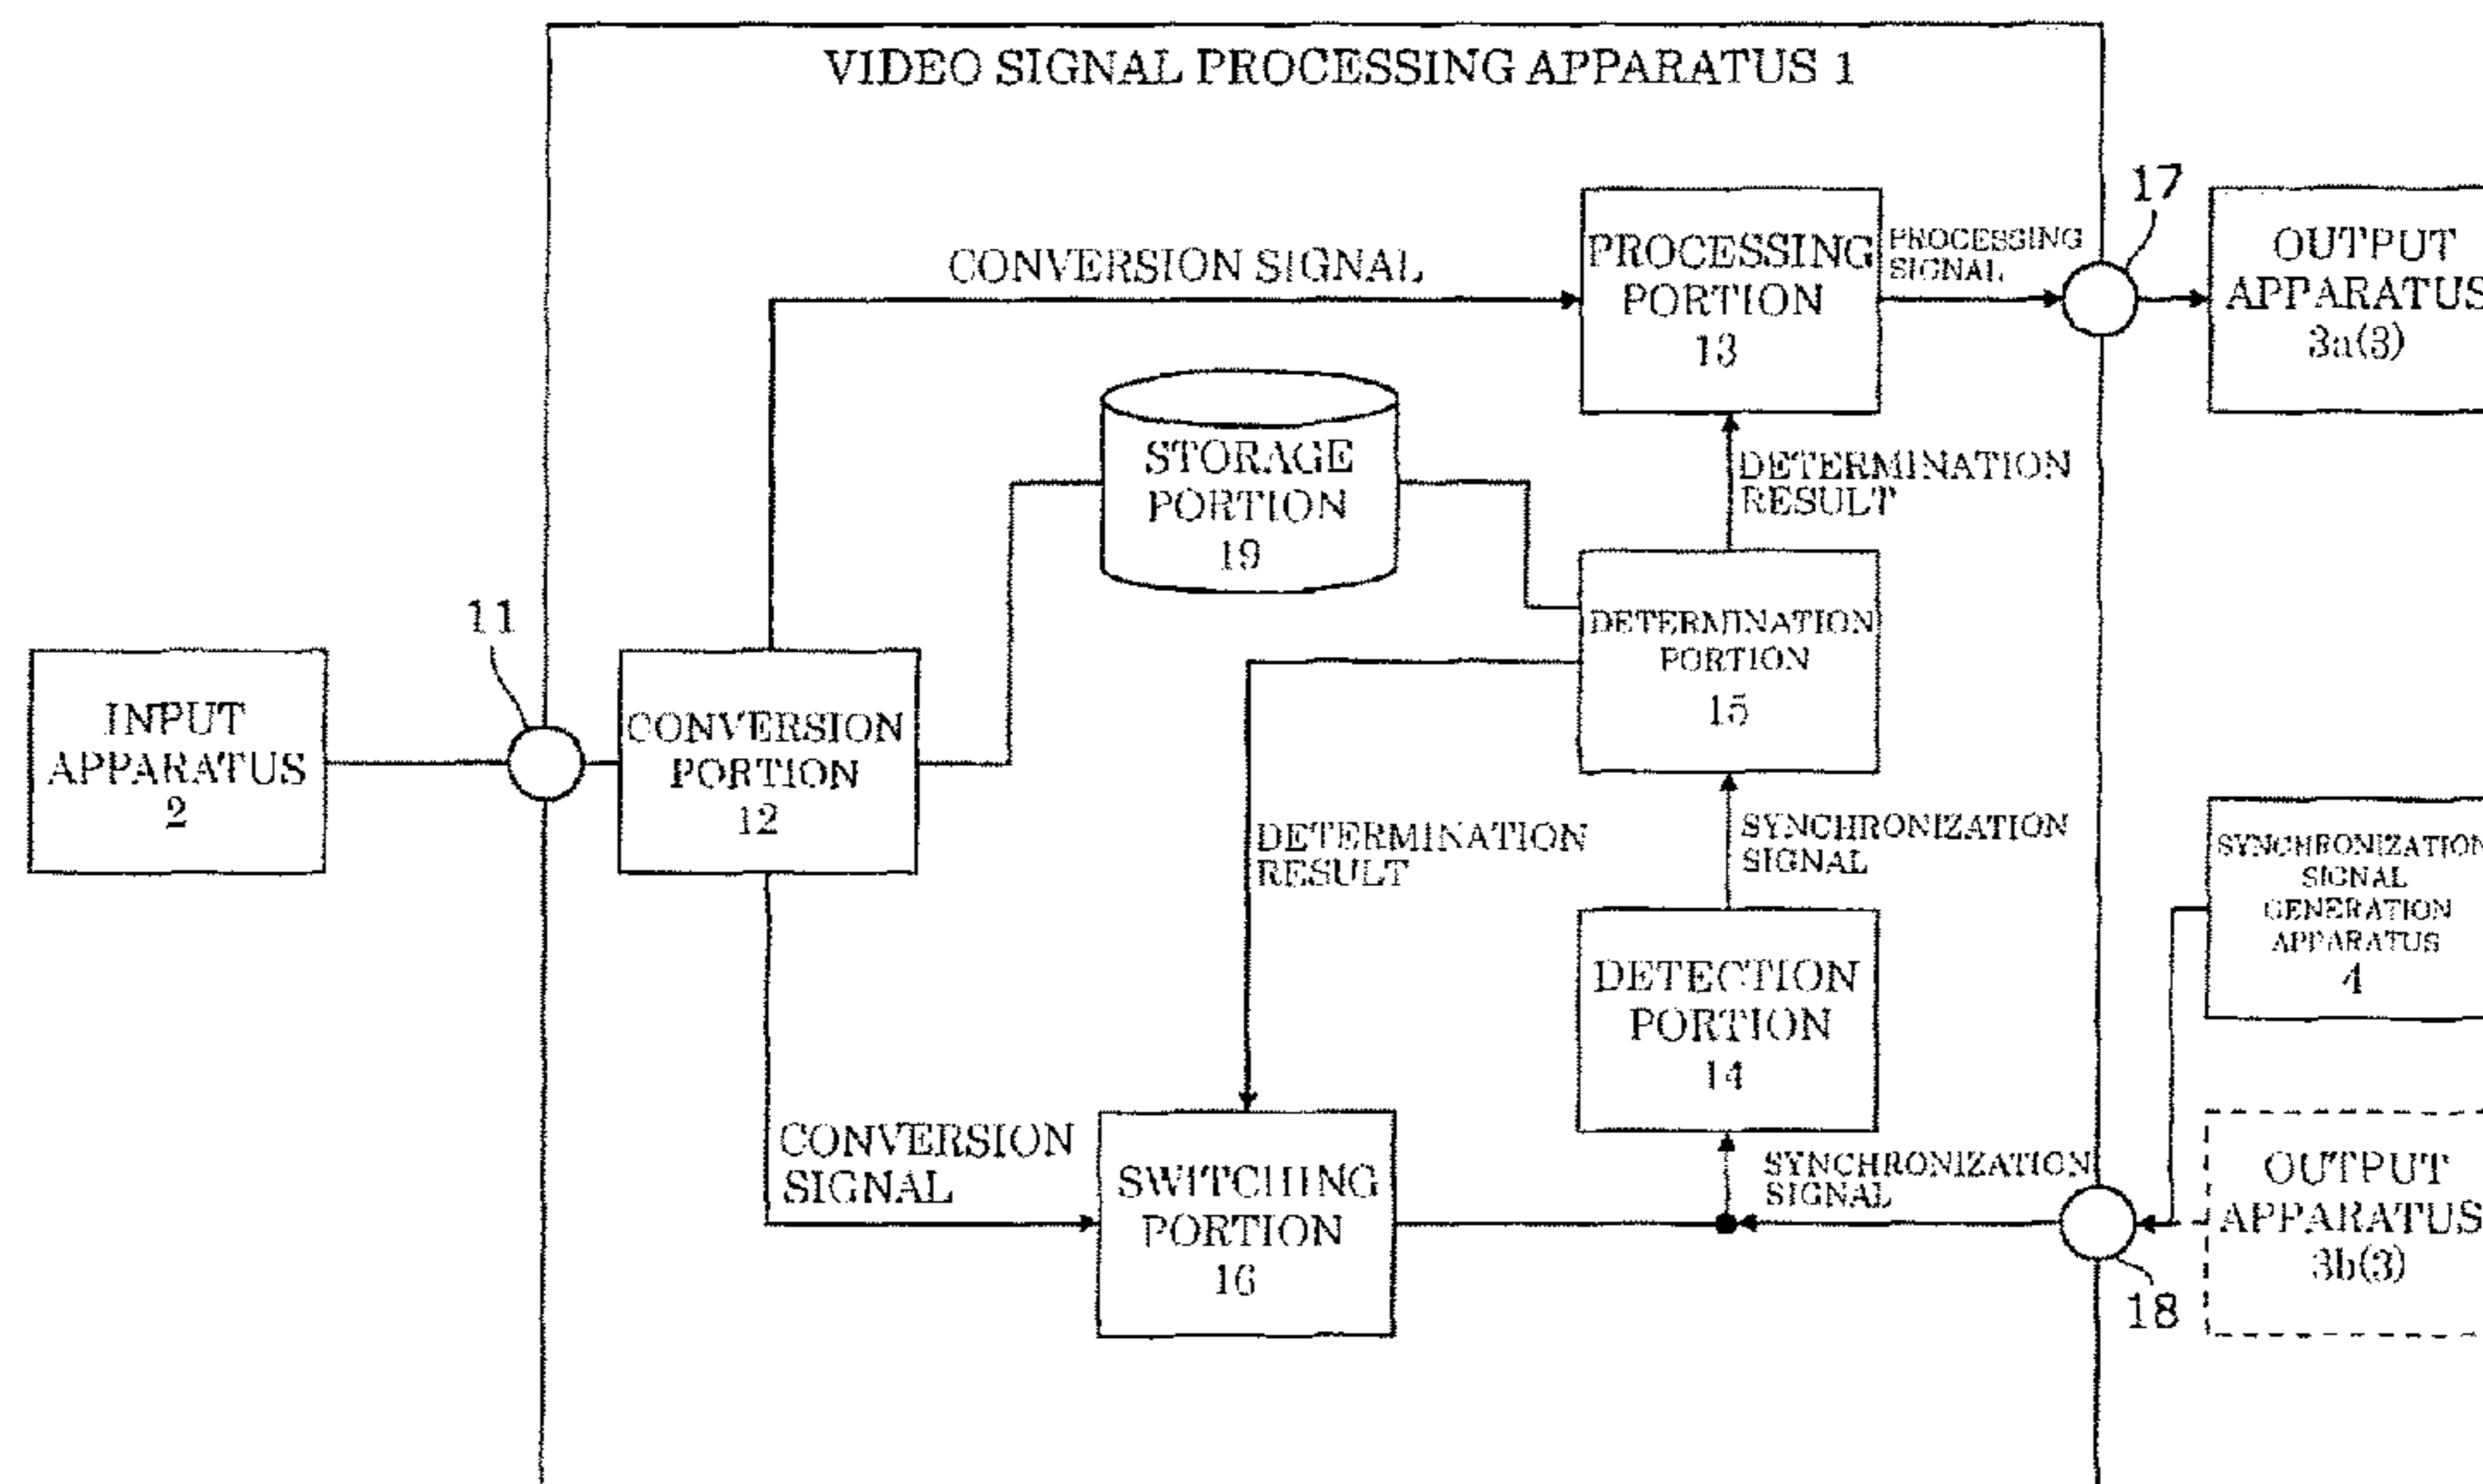 VIDEO SIGNAL PROCESSING APPARATUS 1
17
CONVERSION SIGNAL
PROCESSING
PORTION
13
PROCESSING
SIGNAL
OUTPUT
APPARATUS
3a(3)
STORAGE
PORTION
19
DETERMINATION
RESULT
11
INPUT
APPARATUS
2
CONVERSION
PORTION
12
DETERMINATION
PORTION
15
DETERMINATION
RESULT
SYNCHRONIZATION
SIGNAL
SYNCHRONIZATION
SIGNAL
GENERATION
APPARATUS
4
DETECTION
PORTION
14
CONVERSION
SIGNAL
SWITCHING
PORTION
16
SYNCHRONIZATION
SIGNAL
OUTPUT
APPARATUS
3b(3)
18